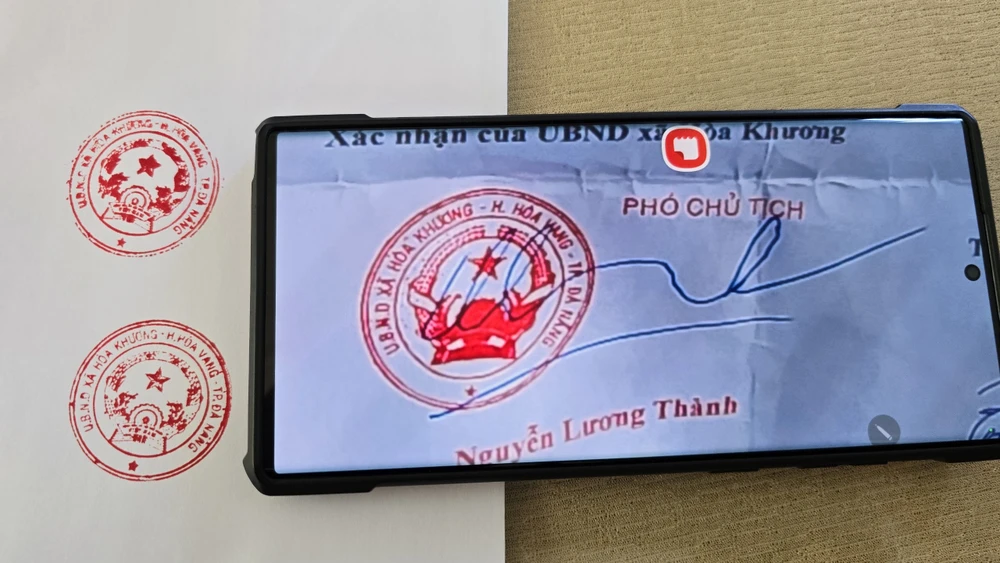 U.B.N.D XÃ HÒA KHƯƠNG - H. HÒA VANG - TP. ĐÀ NẴNG
U.B.N.D XÃ HÒA KHƯƠNG - H. HÒA VANG - TP. ĐÀ NẴNG
Xác nhận của UBND xã Hòa Khương
PHÓ CHỦ TỊCH
U.B.N.D XÃ HÒA KHƯƠNG - H. HÒA VANG - TP. ĐÀ NẴNG
Nguyễn Lương Thành